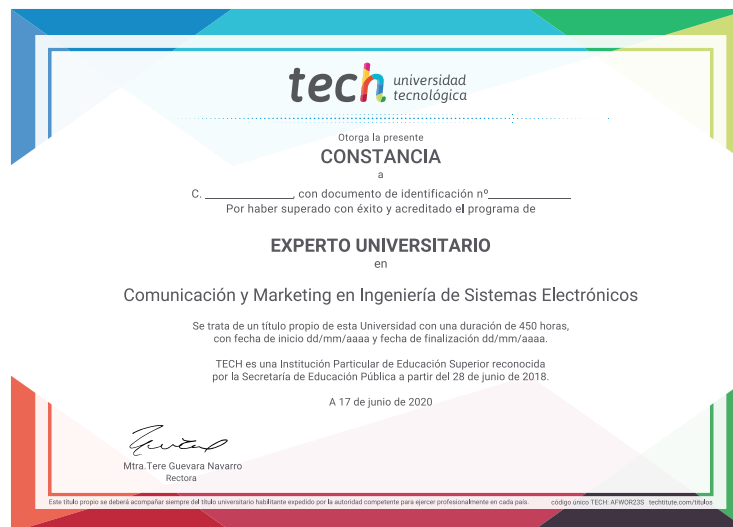 tech universidad
tecnológica
Otorga la presente
CONSTANCIA
a
C. ________________, con documento de identificación nº______________
Por haber superado con éxito y acreditado el programa de
EXPERTO UNIVERSITARIO
en
Comunicación y Marketing en Ingeniería de Sistemas Electrónicos
Se trata de un título propio de esta Universidad con una duración de 450 horas,
con fecha de inicio dd/mm/aaaa y fecha de finalización dd/mm/aaaa.
TECH es una Institución Particular de Educación Superior reconocida
por la Secretaría de Educación Pública a partir del 28 de junio de 2018.
A 17 de junio de 2020
Mtra.Tere Guevara Navarro
Rectora
Este título propio se deberá acompañar siempre del título universitario habilitante expedido por la autoridad competente para ejercer profesionalmente en cada país. código único TECH: AFWOR23S techtitute.com/titulos